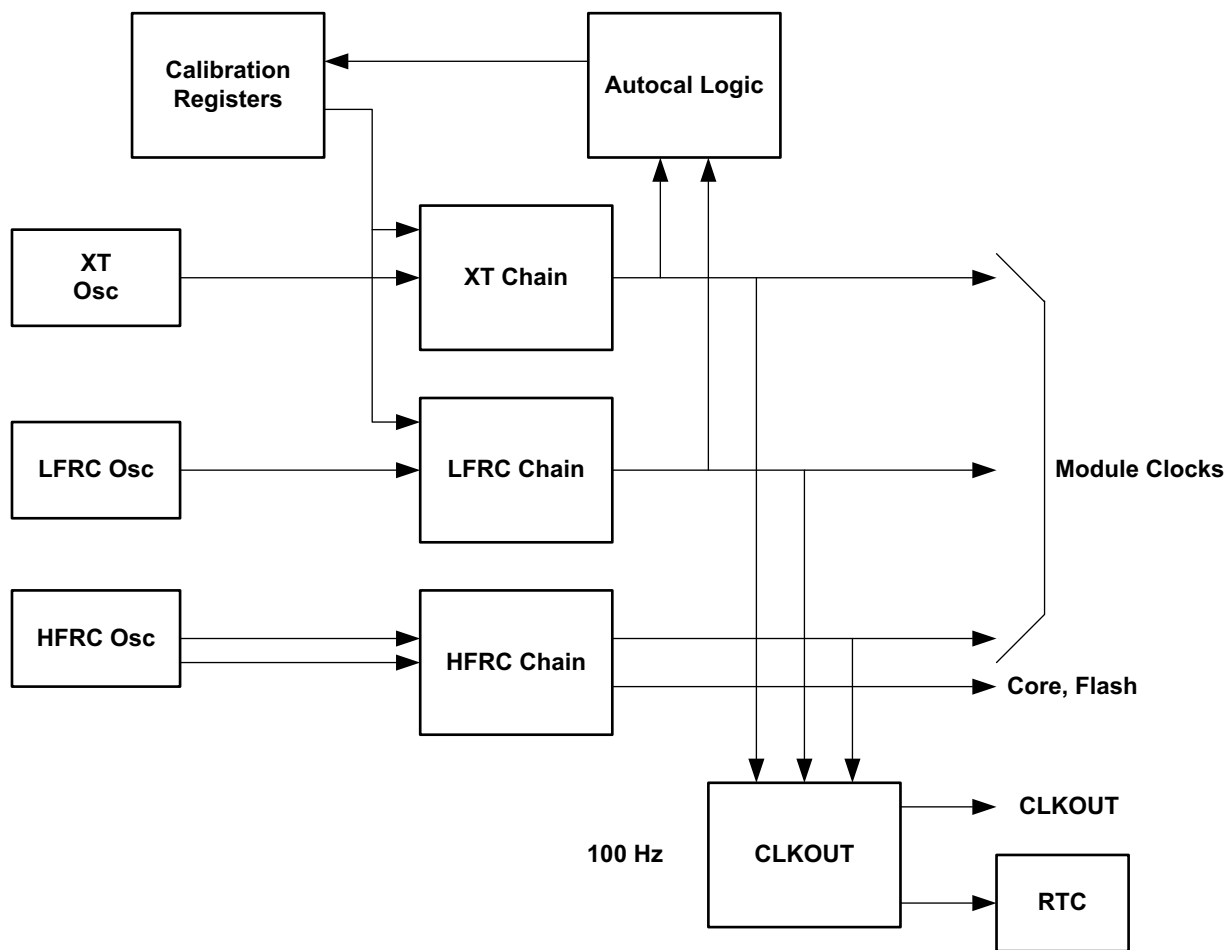 Calibration
Registers
Autocal Logic
XT
Osc
XT Chain
LFRC Osc
LFRC Chain
Module Clocks
HFRC Osc
HFRC Chain
Core, Flash
CLKOUT
100 Hz
CLKOUT
RTC